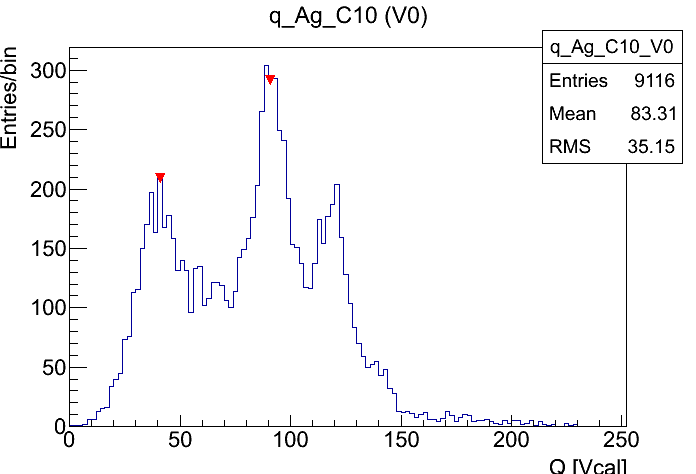 q_Ag_C10 (V0)
Entries/bin
q_Ag_C10_V0
Entries 9116
Mean 83.31
RMS 35.15
300
250
200
150
100
50
0
0 50 100 150 200 250
Q [Vcal]